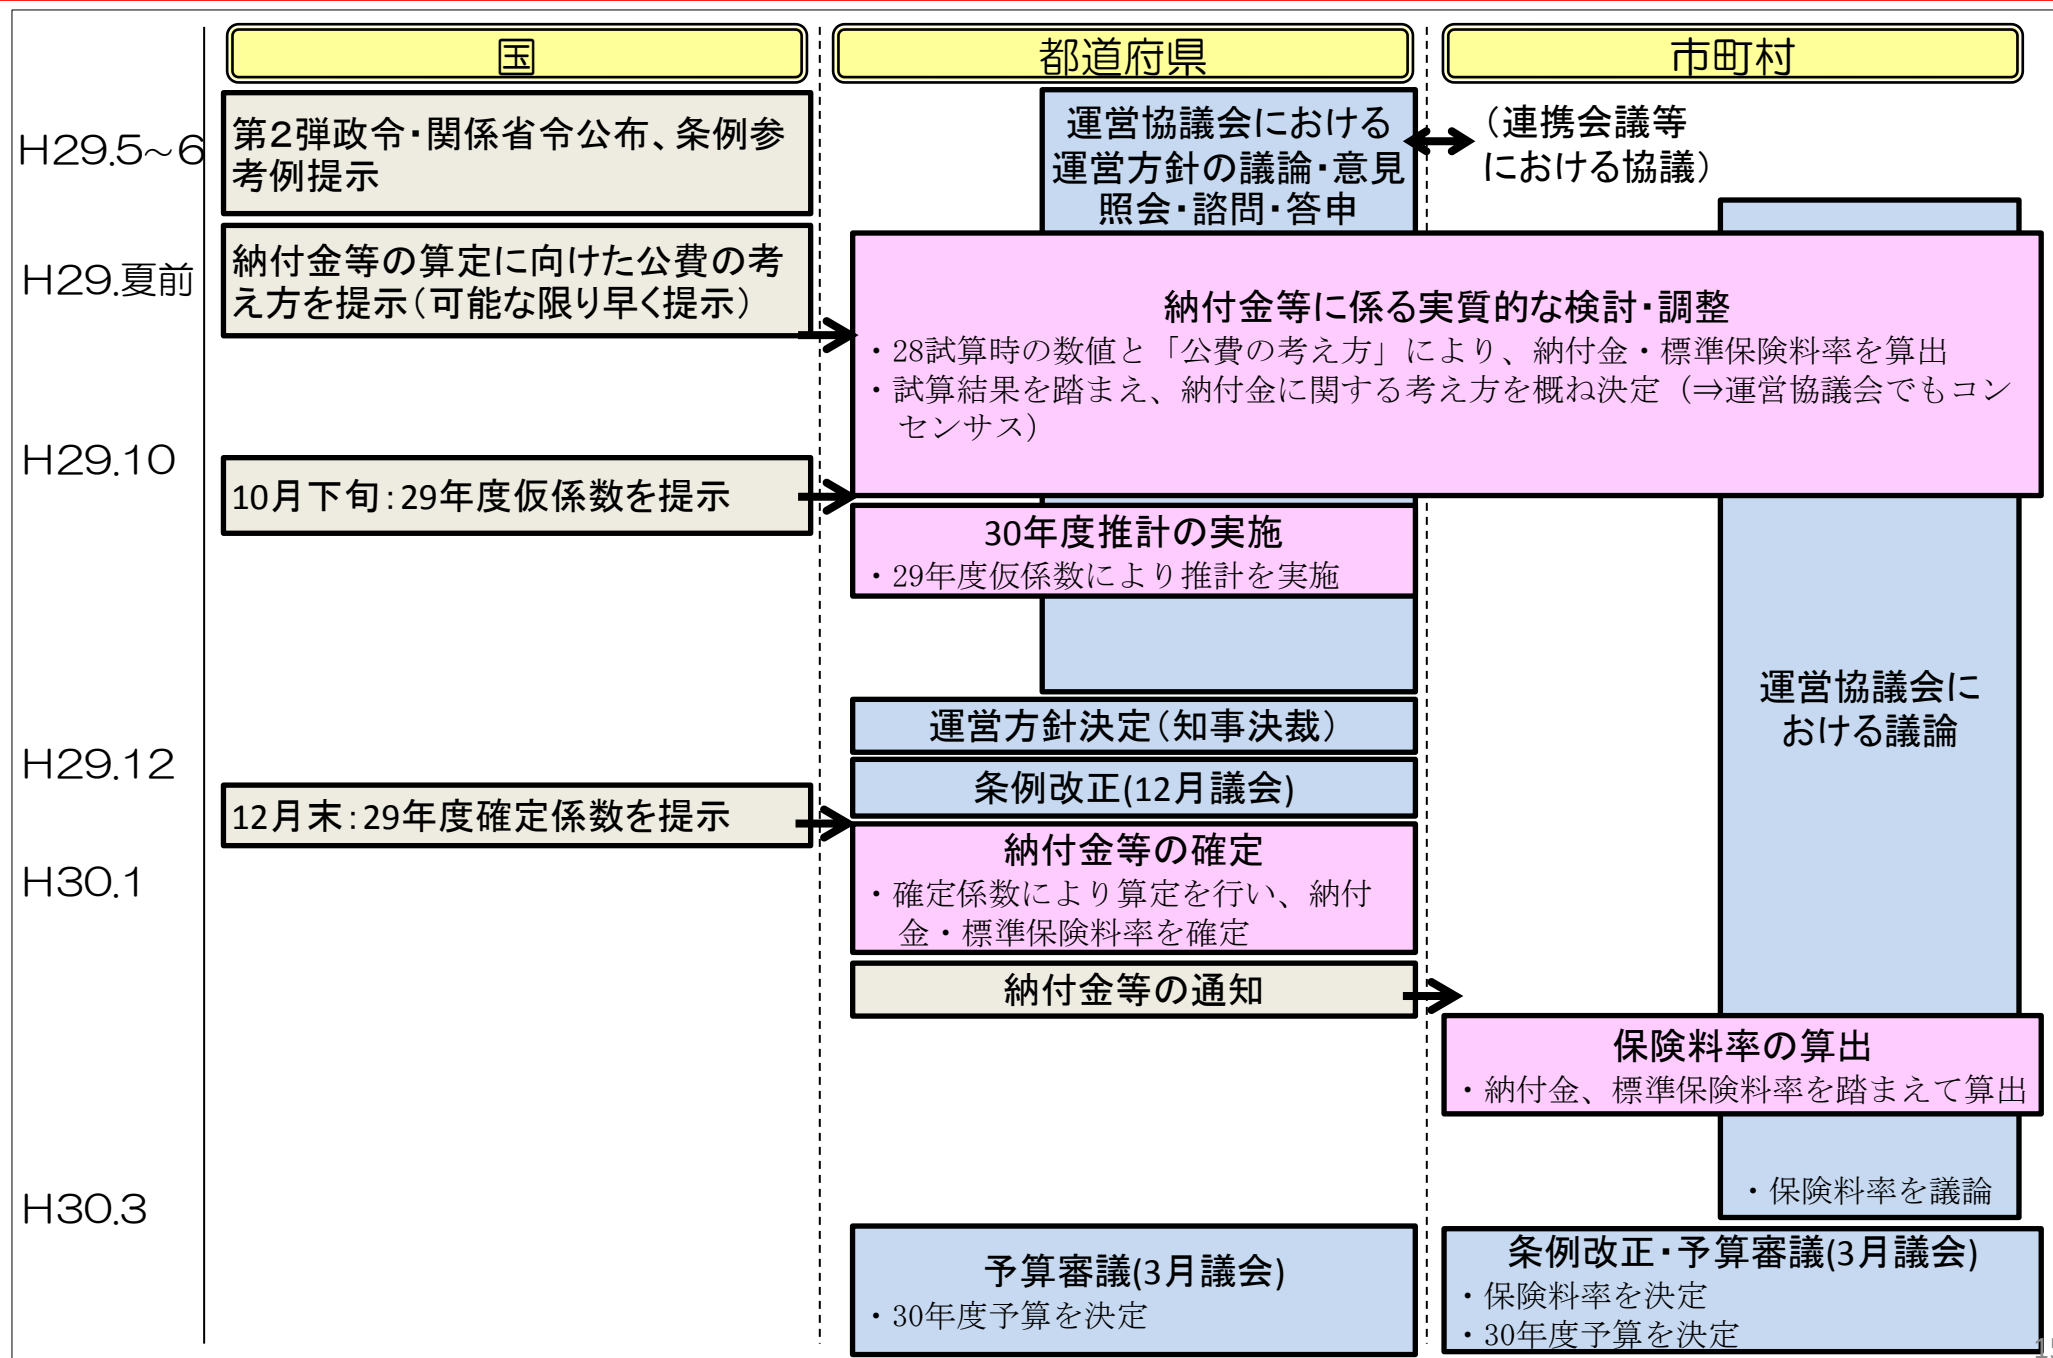 国
都道府県
市町村
H29.5~6
第2弾政令・関係省令公布、条例参
考例提示
運営協議会における
運営方針の議論・意見
照会・諮問・答申
（連携会議等
における協議）
H29.夏前
納付金等の算定に向けた公費の考
え方を提示（可能な限り早く提示）
納付金等に係る実質的な検討・調整
・28試算時の数値と「公費の考え方」により、納付金・標準保険料率を算出
・試算結果を踏まえ、納付金に関する考え方を概ね決定（⇒運営協議会でもコン
センサス）
H29.10
10月下旬：29年度仮係数を提示
30年度推計の実施
・29年度仮係数により推計を実施
運営協議会に
おける議論
運営方針決定（知事決裁）
H29.12
条例改正(12月議会)
12月末：29年度確定係数を提示
H30.1
納付金等の確定
・確定係数により算定を行い、納付
金・標準保険料率を確定
納付金等の通知
保険料率の算出
・納付金、標準保険料率を踏まえて算出
・保険料率を議論
H30.3
予算審議(3月議会)
・30年度予算を決定
条例改正・予算審議(3月議会)
・保険料率を決定
・30年度予算を決定